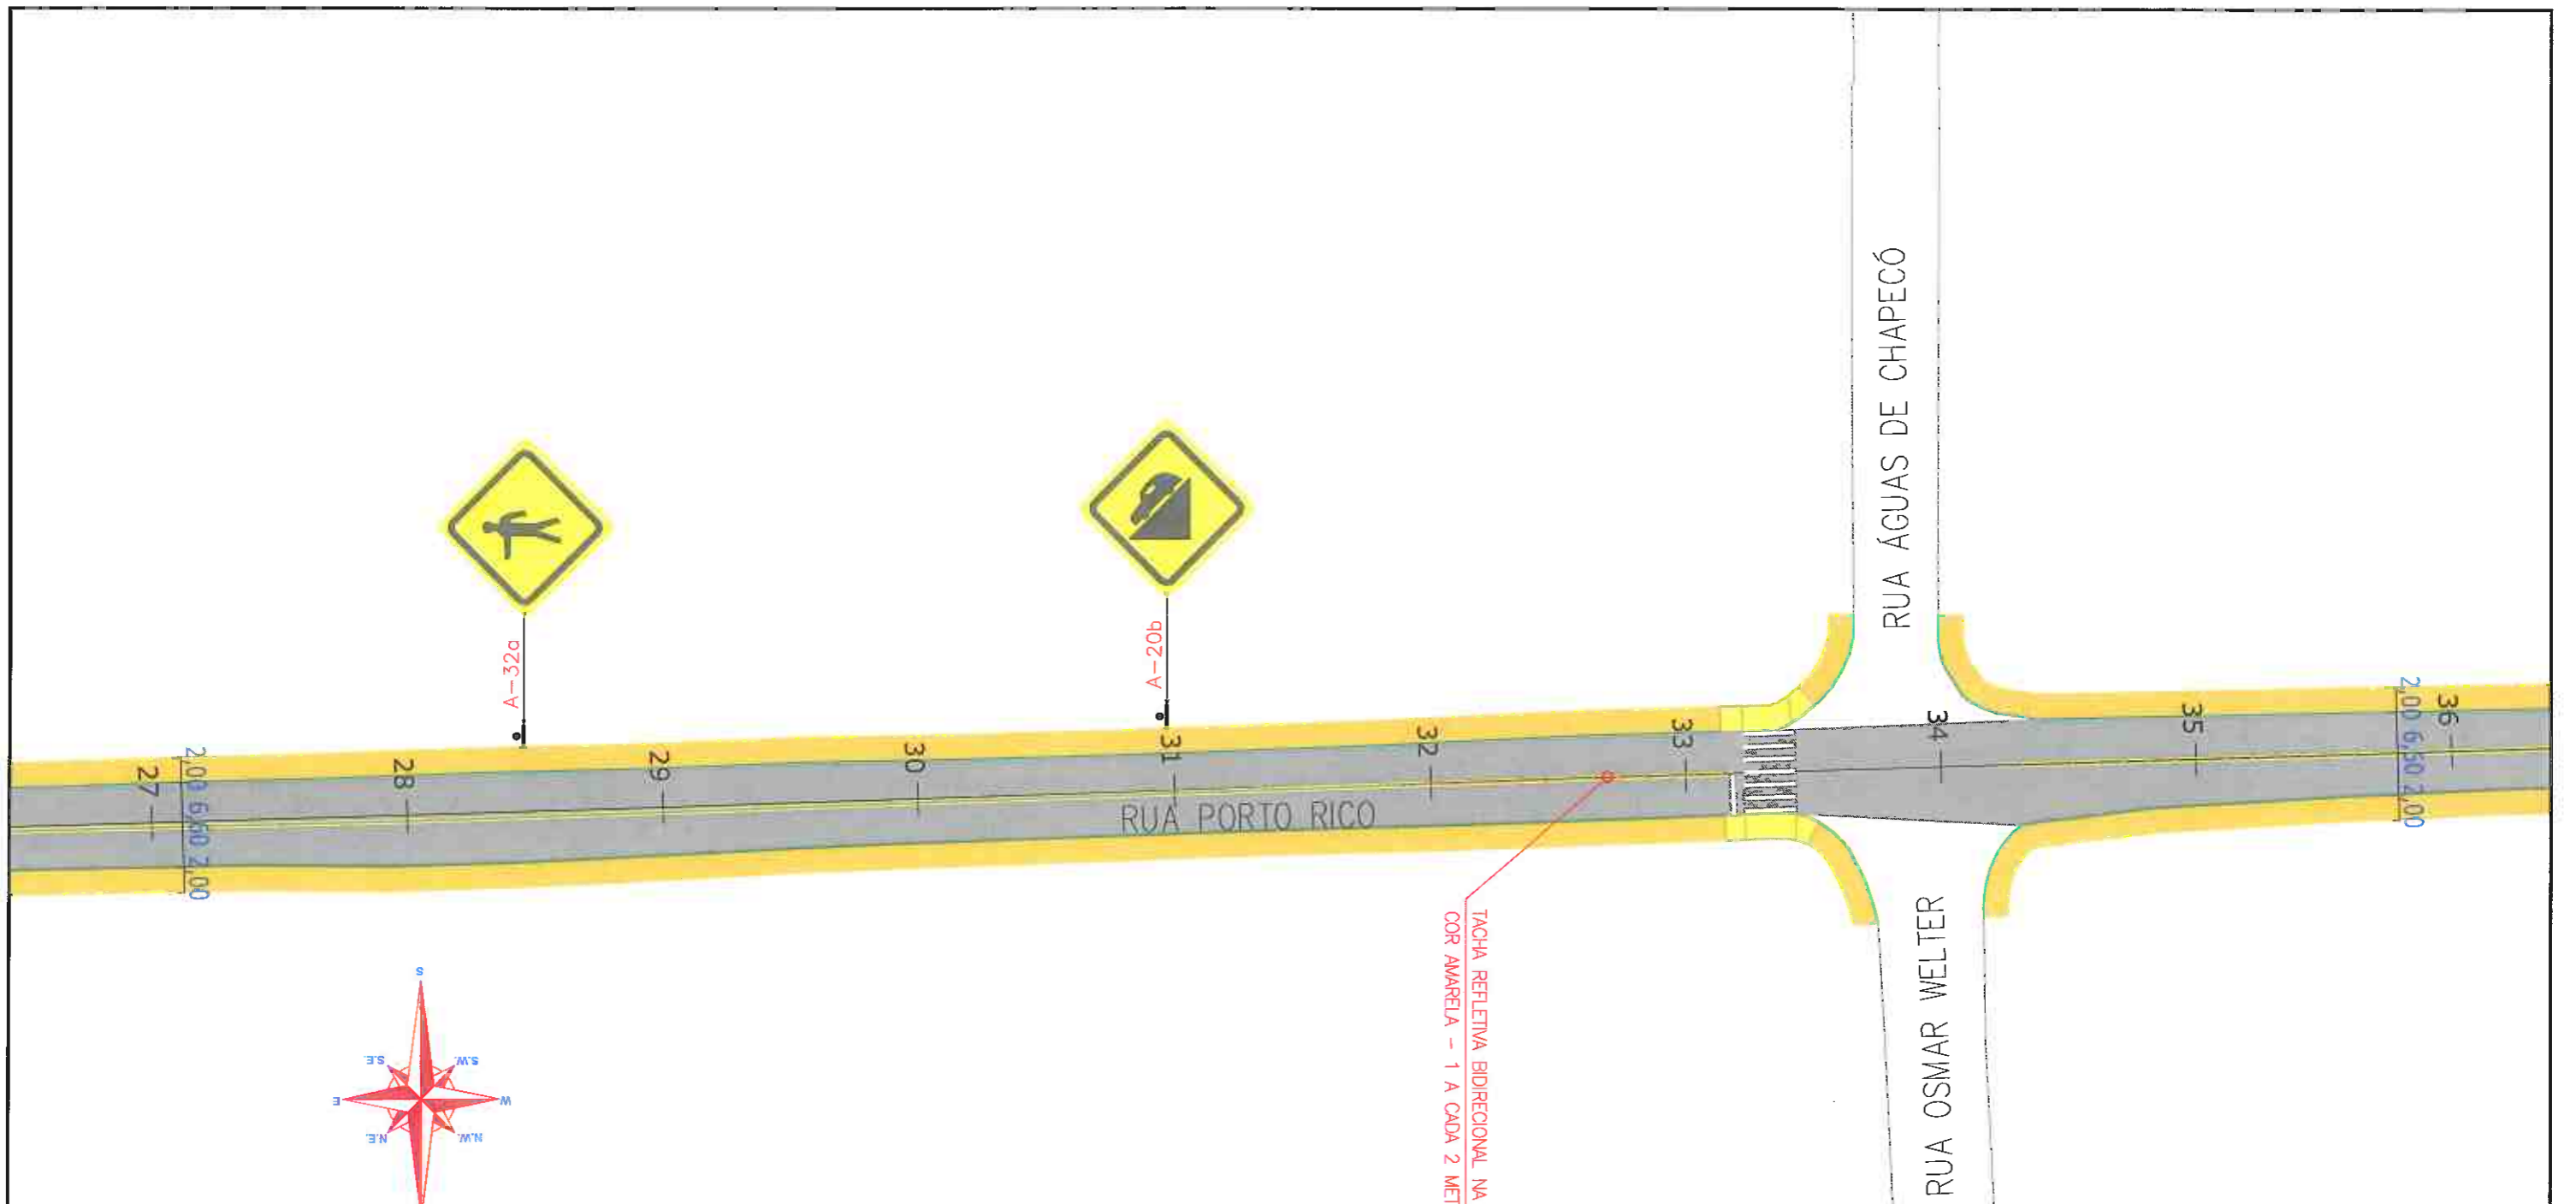 RUA ÁGUAS DE CHAPECÓ
A-32a
A-20b
27
28
29
30
31
32
33
34
35
36
2,00 6,60 2,00
2,00 6,50 2,00
RUA PORTO RICO
TACHA REFLETIVA BIDIRECIONAL NA
COR AMARELA - 1 A CADA 2 MET
RUA OSMAR WELTER
S
S.E.
S.W.
E
W
N.E.
N.W.